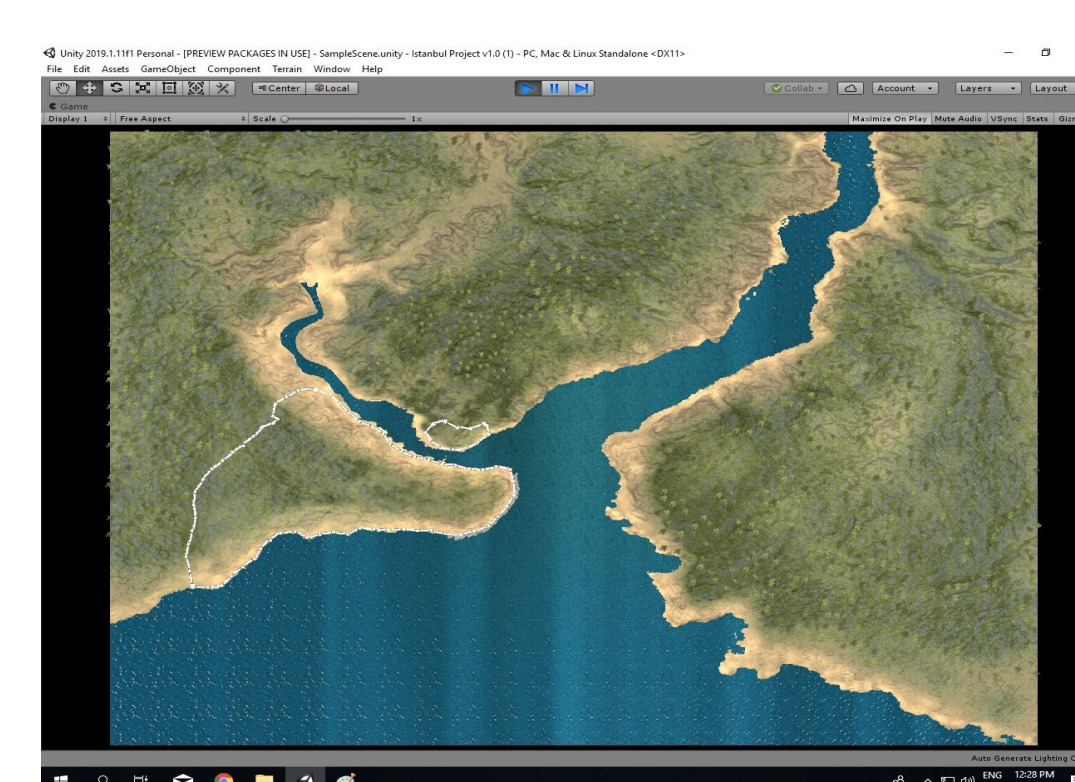 Unity 2019.1.11f1 Personal - [PREVIEW PACKAGES IN USE] - SampleScene.unity - Istanbul Project v1.0 (1) - PC, Mac & Linux Standalone <DX11>
File Edit Assets GameObject Component Terrain Window Help
Center Local Collab Account Layers Layout
Game
Display 1 Free Aspect Scale 1x Maximize On Play Mute Audio VSync Stats Giz
Auto Generate Lighting
ENG 12:28 PM